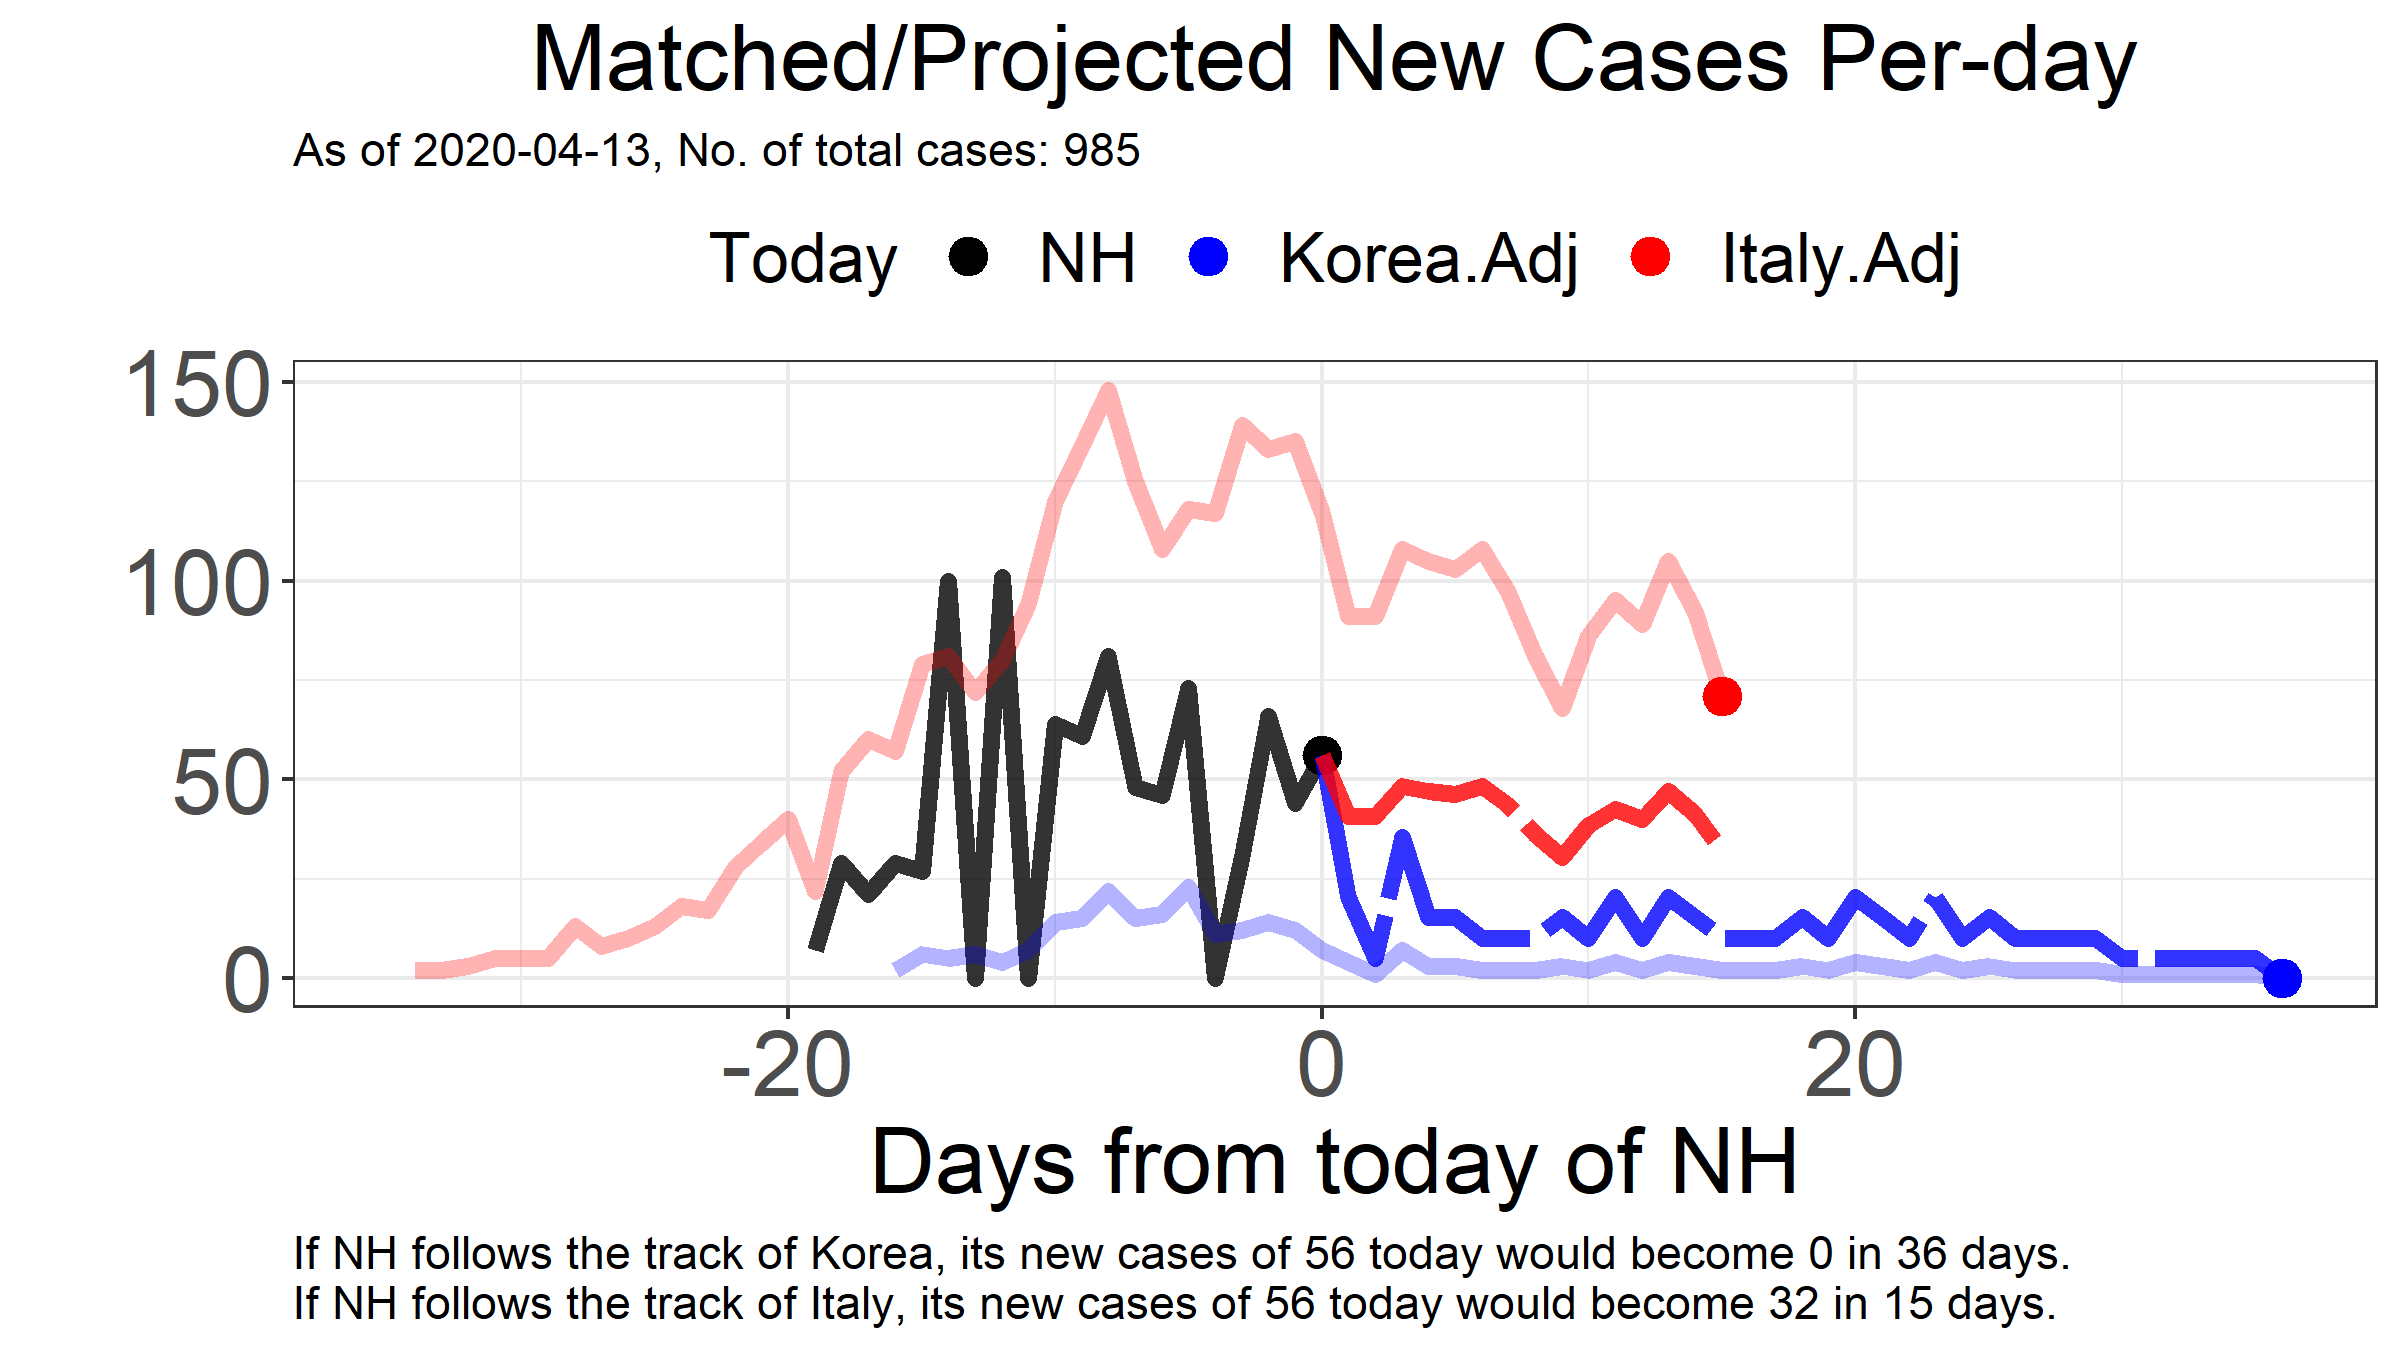 Matched/Projected New Cases Per-day
As of 2020-04-13, No. of total cases: 985
Today NH Korea.Adj Italy.Adj
150
100
50
0
-20 0 20
Days from today of NH
If NH follows the track of Korea, its new cases of 56 today would become 0 in 36 days.
If NH follows the track of Italy, its new cases of 56 today would become 32 in 15 days.